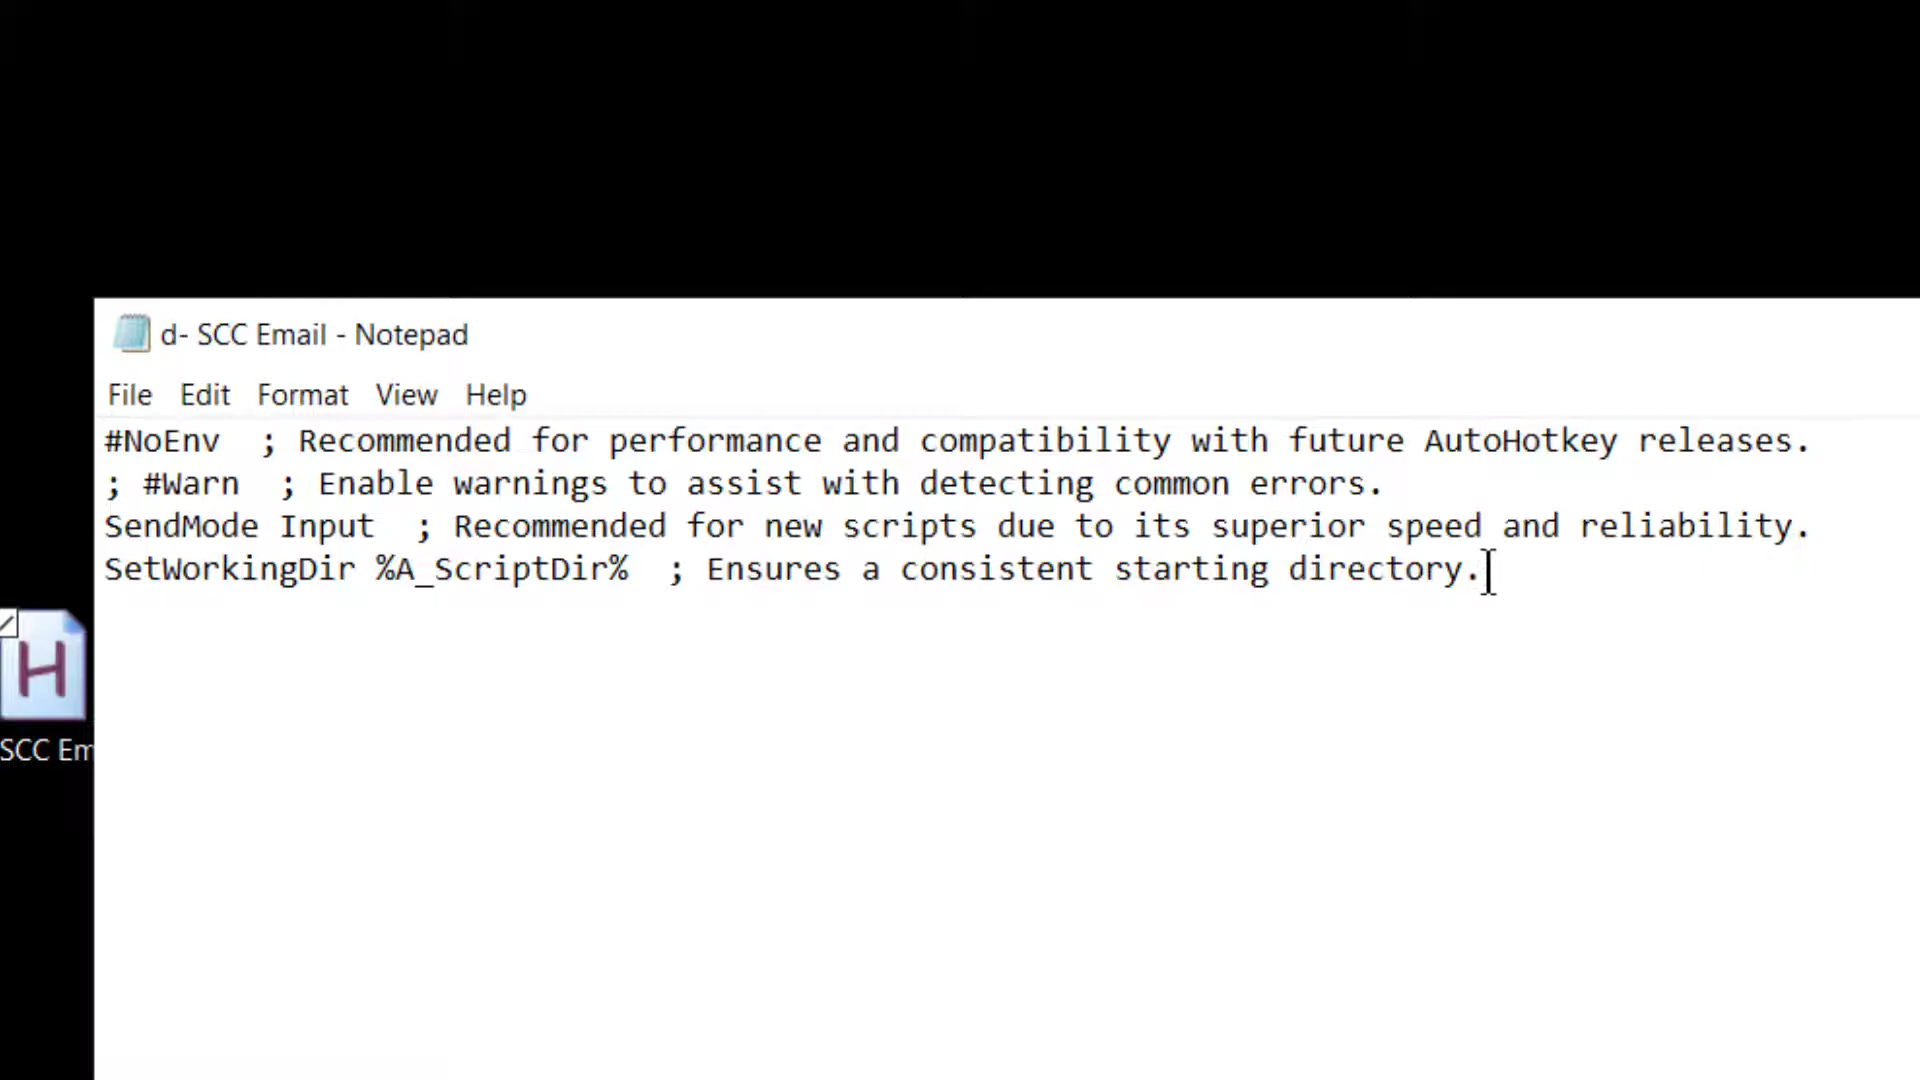 d- SCC Email - Notepad
File Edit Format View Help
#NoEnv  ; Recommended for performance and compatibility with future AutoHotkey releases.
; #Warn  ; Enable warnings to assist with detecting common errors.
SendMode Input  ; Recommended for new scripts due to its superior speed and reliability.
SetWorkingDir %A_ScriptDir%  ; Ensures a consistent starting directory.
H
SCC Em